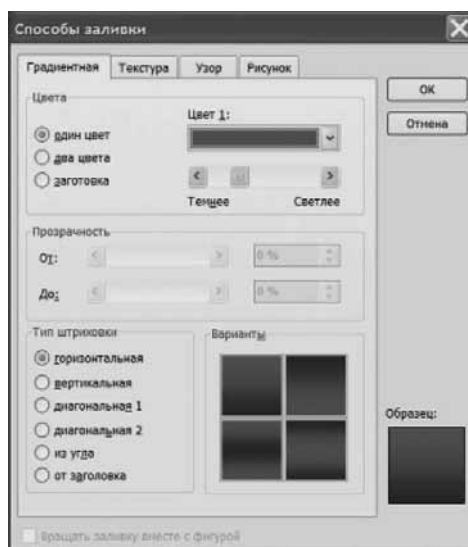 Способы заливки
Градиентная Текстура Узор Рисунок
ОК
Отмена
Цвета
один цвет
два цвета
заготовка
Цвет 1:
Темнее Светлее
Прозрачность
От: 0 %
До: 0 %
Тип штриховки
горизонтальная
вертикальная
диагональная 1
диагональная 2
из угла
от заголовка
Варианты
Образец:
Вращать заливку вместе с фигурой